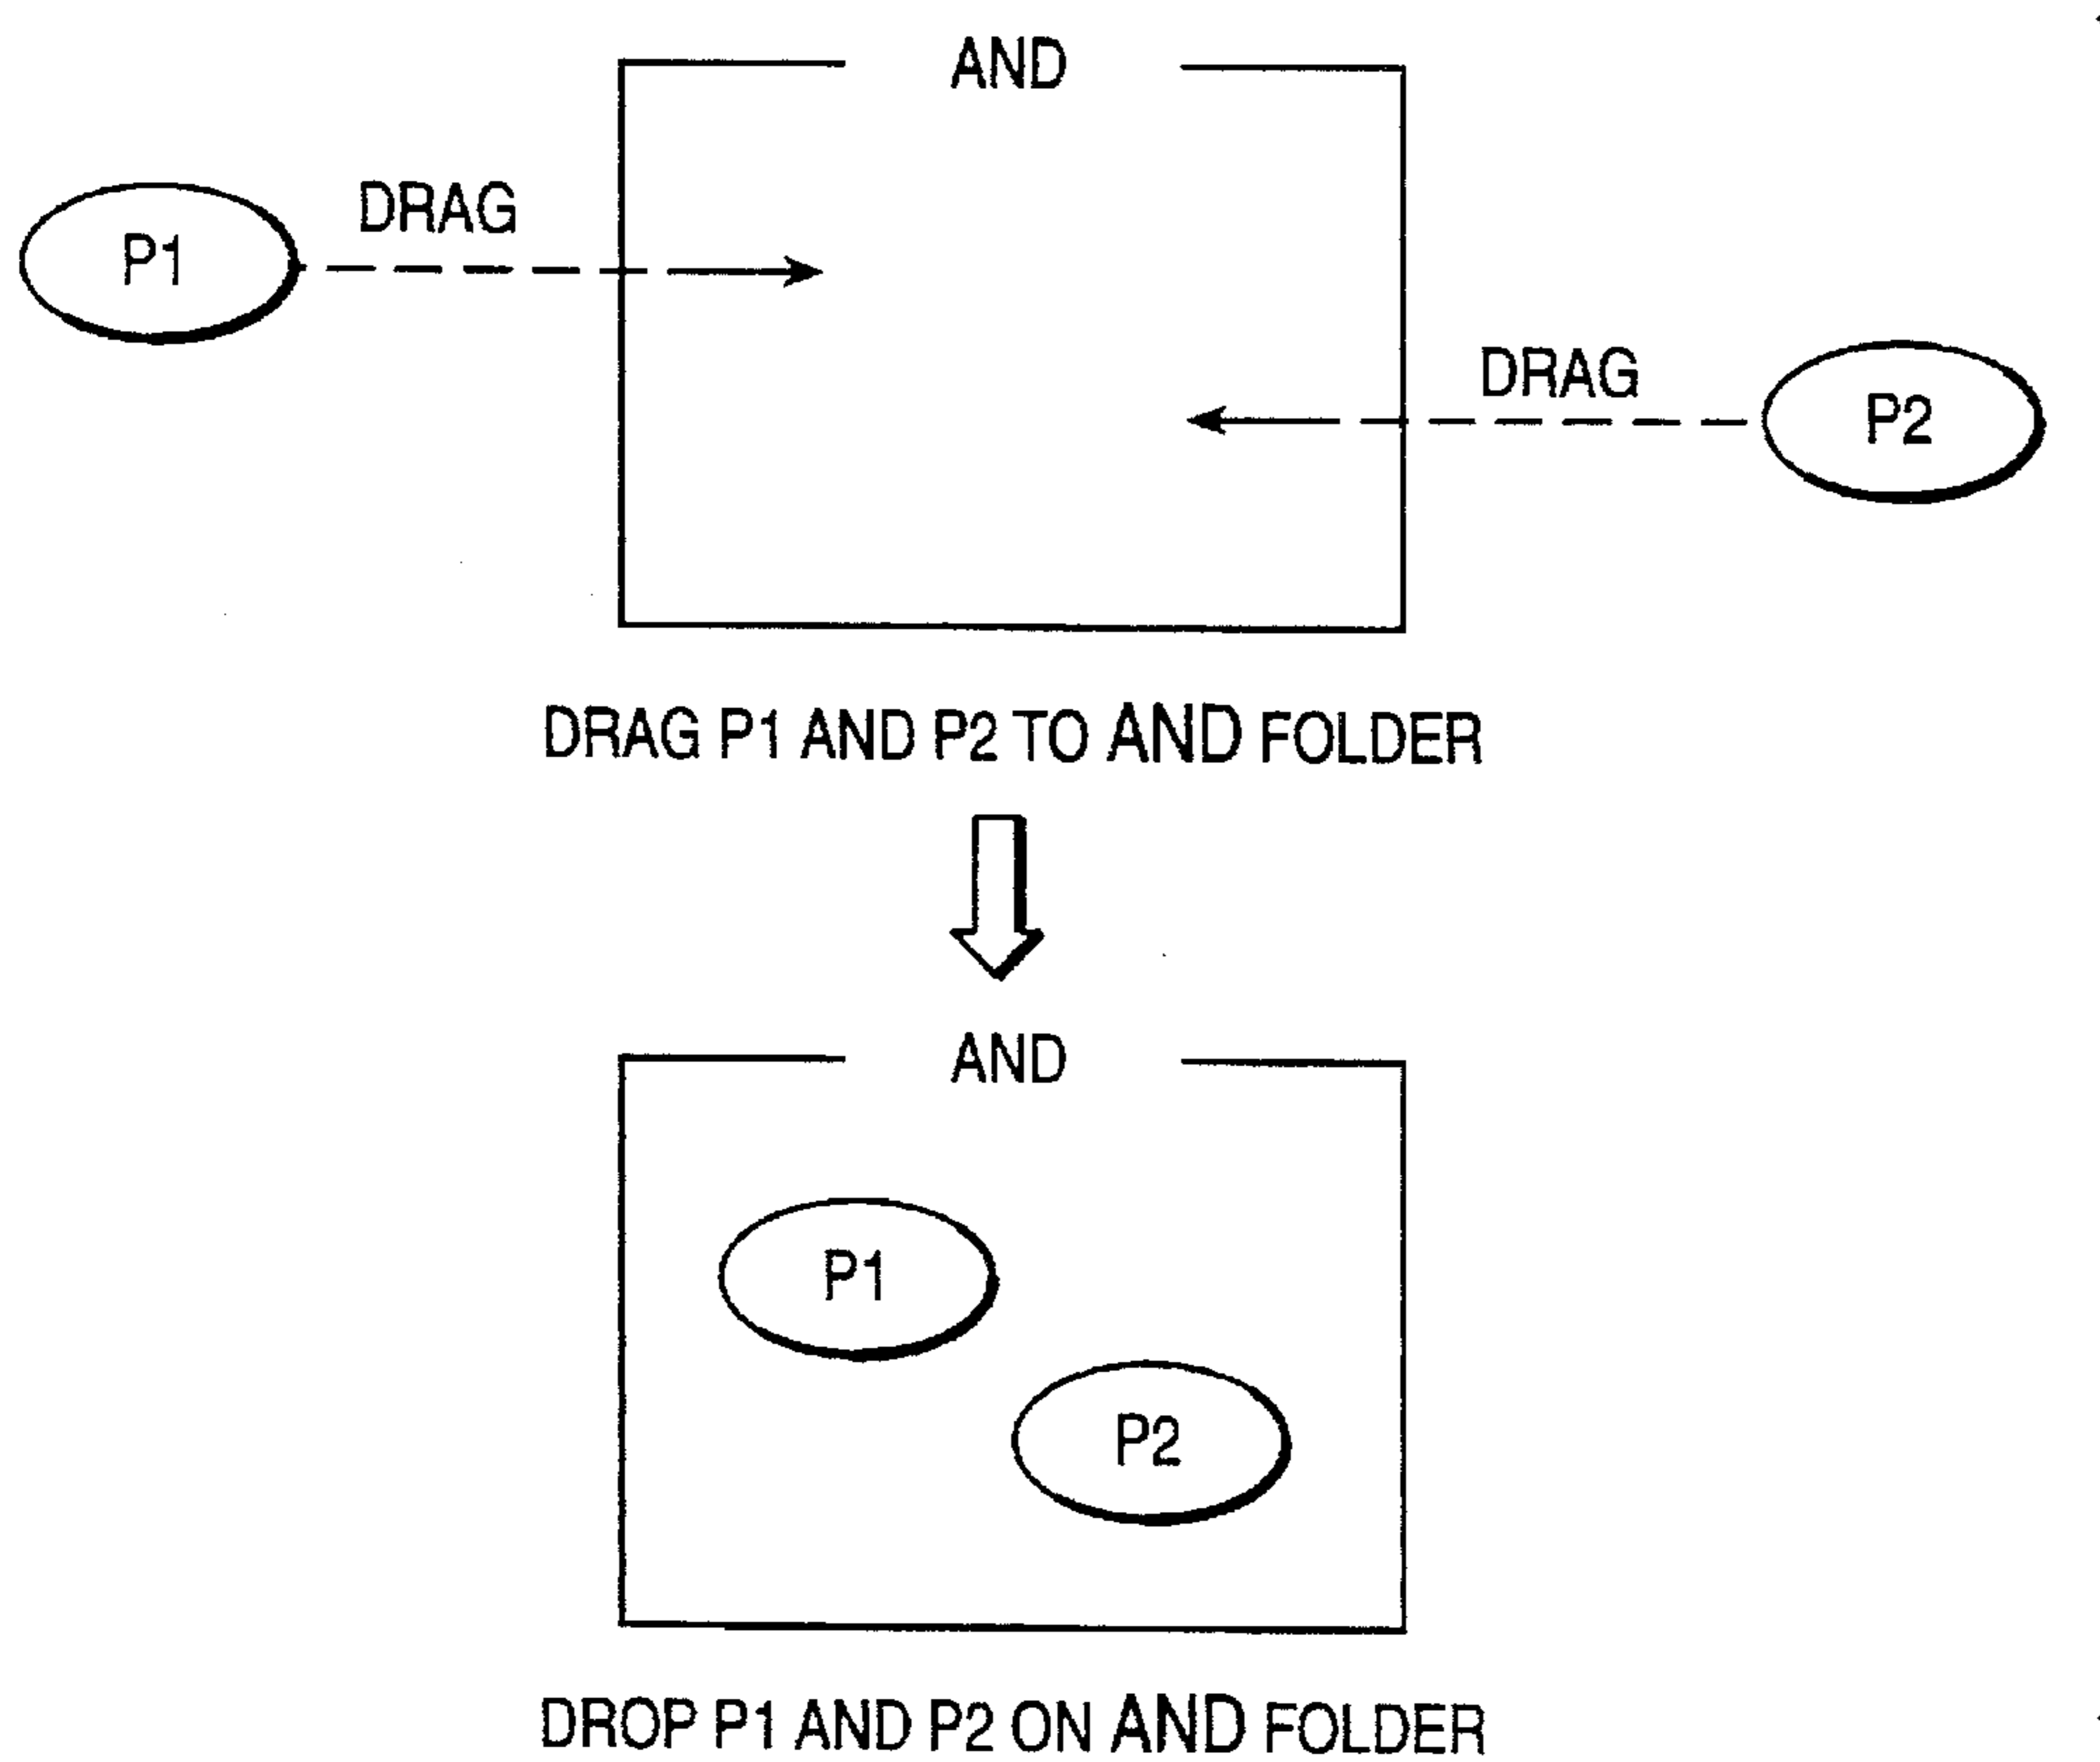 AND
DRAG
P1
DRAG
P2
DRAG P1 AND P2 TO AND FOLDER
AND
P1
P2
DROP P1 AND P2 ON AND FOLDER